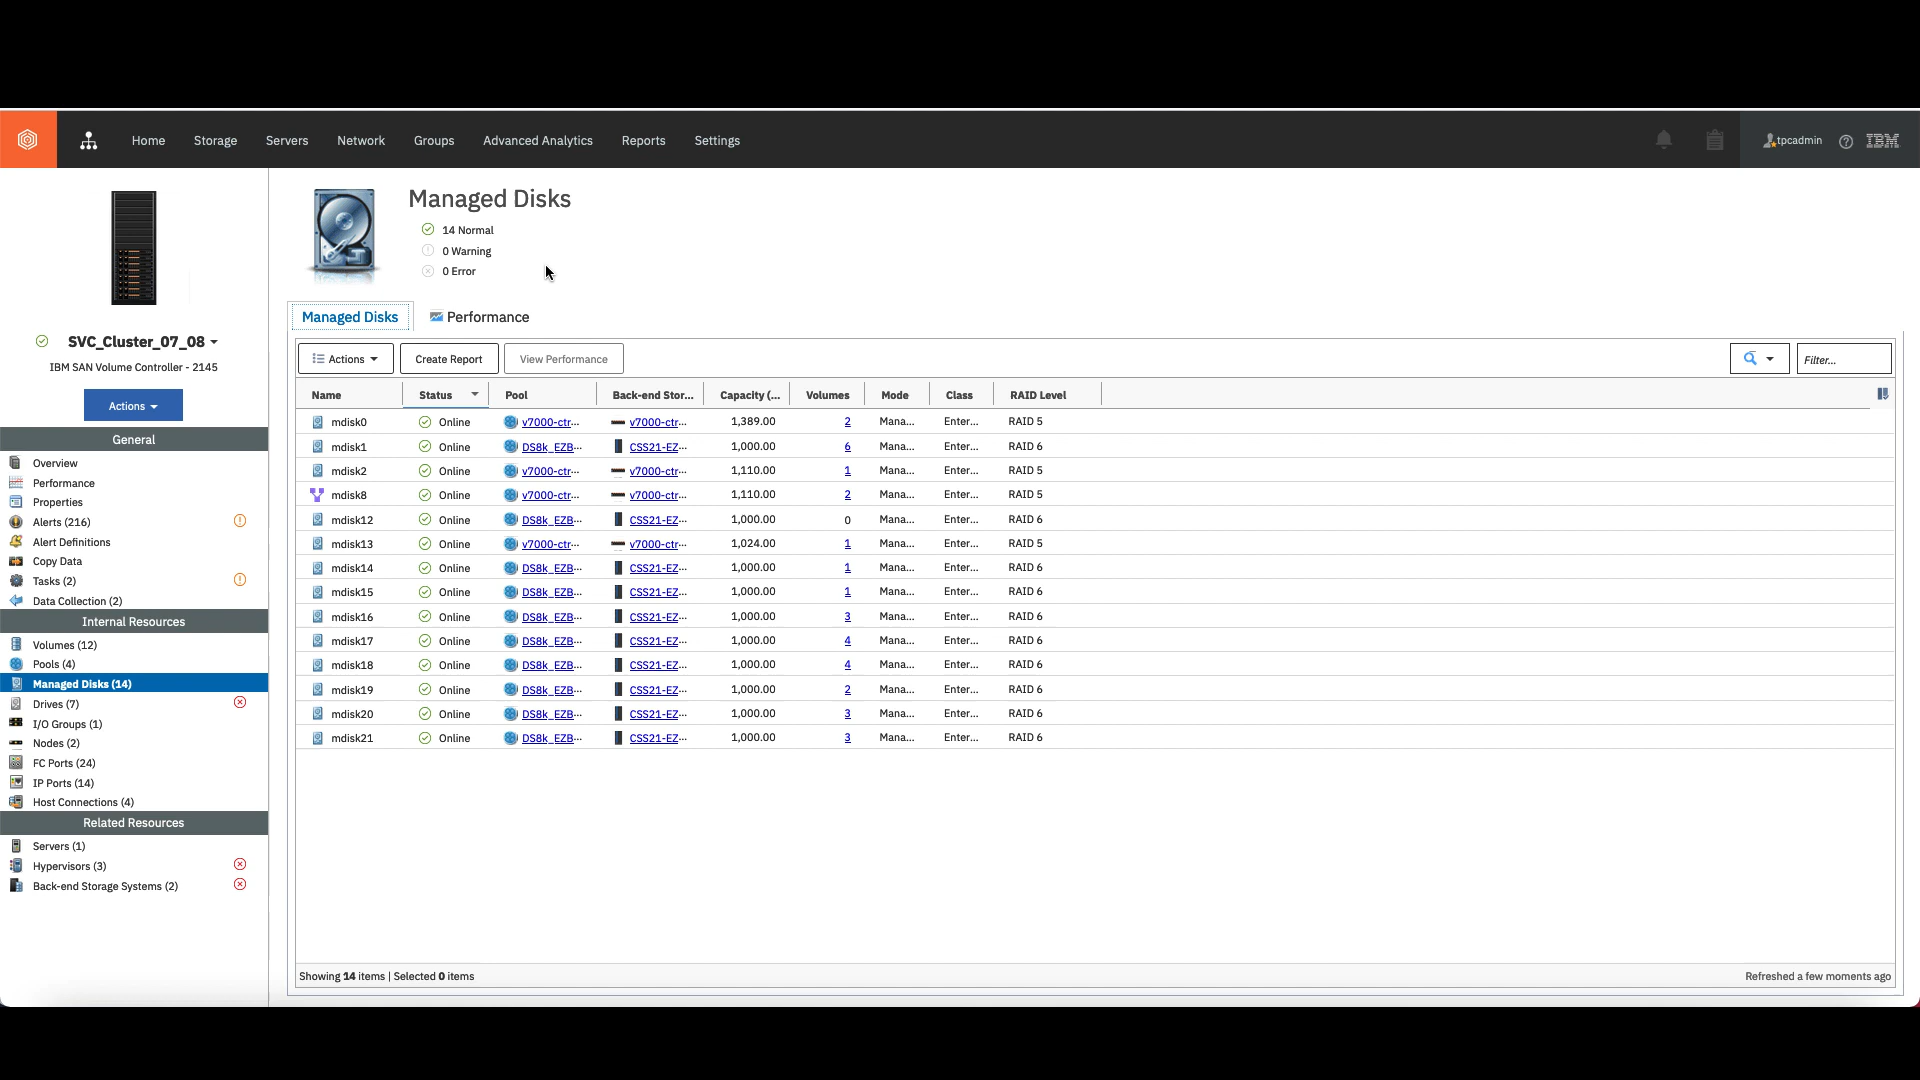 Home Storage Servers Network Groups Advanced Analytics Reports Settings tpcadmin IBM
SVC_Cluster_07_08
IBM SAN Volume Controller - 2145
Actions
General
Overview
Performance
Properties
Alerts (216)
Alert Definitions
Copy Data
Tasks (2)
Data Collection (2)
Internal Resources
Volumes (12)
Pools (4)
Managed Disks (14)
Drives (7)
I/O Groups (1)
Nodes (2)
FC Ports (24)
IP Ports (14)
Host Connections (4)
Related Resources
Servers (1)
Hypervisors (3)
Back-end Storage Systems (2)
Managed Disks
14 Normal
0 Warning
0 Error
Managed Disks Performance
Actions Create Report View Performance Filter...
Name Status Pool Back-end Stor... Capacity (... Volumes Mode Class RAID Level
mdisk0 Online v7000-ctr... v7000-ctr... 1,389.00 2 Mana... Enter... RAID 5
mdisk1 Online DS8k_EZB... CSS21-EZ... 1,000.00 6 Mana... Enter... RAID 6
mdisk2 Online v7000-ctr... v7000-ctr... 1,110.00 1 Mana... Enter... RAID 5
mdisk8 Online v7000-ctr... v7000-ctr... 1,110.00 2 Mana... Enter... RAID 5
mdisk12 Online DS8k_EZB... CSS21-EZ... 1,000.00 0 Mana... Enter... RAID 6
mdisk13 Online v7000-ctr... v7000-ctr... 1,024.00 1 Mana... Enter... RAID 5
mdisk14 Online DS8k_EZB... CSS21-EZ... 1,000.00 1 Mana... Enter... RAID 6
mdisk15 Online DS8k_EZB... CSS21-EZ... 1,000.00 1 Mana... Enter... RAID 6
mdisk16 Online DS8k_EZB... CSS21-EZ... 1,000.00 3 Mana... Enter... RAID 6
mdisk17 Online DS8k_EZB... CSS21-EZ... 1,000.00 4 Mana... Enter... RAID 6
mdisk18 Online DS8k_EZB... CSS21-EZ... 1,000.00 4 Mana... Enter... RAID 6
mdisk19 Online DS8k_EZB... CSS21-EZ... 1,000.00 2 Mana... Enter... RAID 6
mdisk20 Online DS8k_EZB... CSS21-EZ... 1,000.00 3 Mana... Enter... RAID 6
mdisk21 Online DS8k_EZB... CSS21-EZ... 1,000.00 3 Mana... Enter... RAID 6
Showing 14 items | Selected 0 items Refreshed a few moments ago